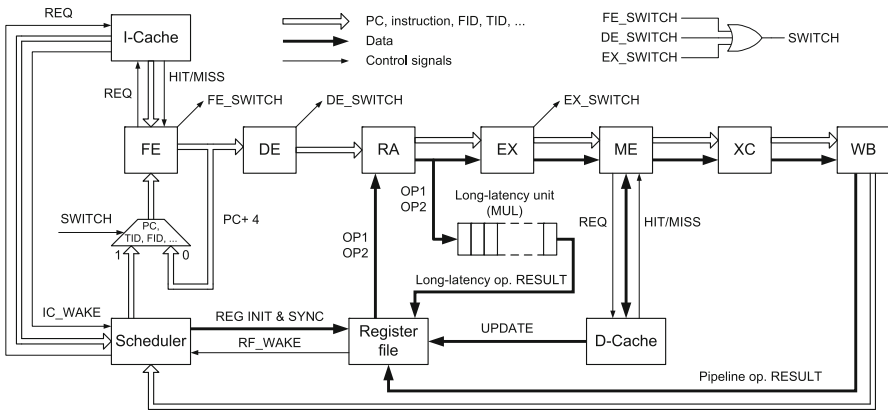 REQ
I-Cache
PC, instruction, FID, TID, ...
Data
Control signals
FE_SWITCH
DE_SWITCH
EX_SWITCH
SWITCH
REQ
HIT/MISS
FE_SWITCH
DE_SWITCH
EX_SWITCH
FE
DE
RA
EX
ME
XC
WB
SWITCH
PC,
TID, FID, ...
1
0
PC+ 4
OP1
OP2
OP1
OP2
Long-latency unit
(MUL)
REQ
HIT/MISS
Long-latency op. RESULT
IC_WAKE
Scheduler
REG INIT & SYNC
RF_WAKE
Register
file
UPDATE
D-Cache
Pipeline op. RESULT